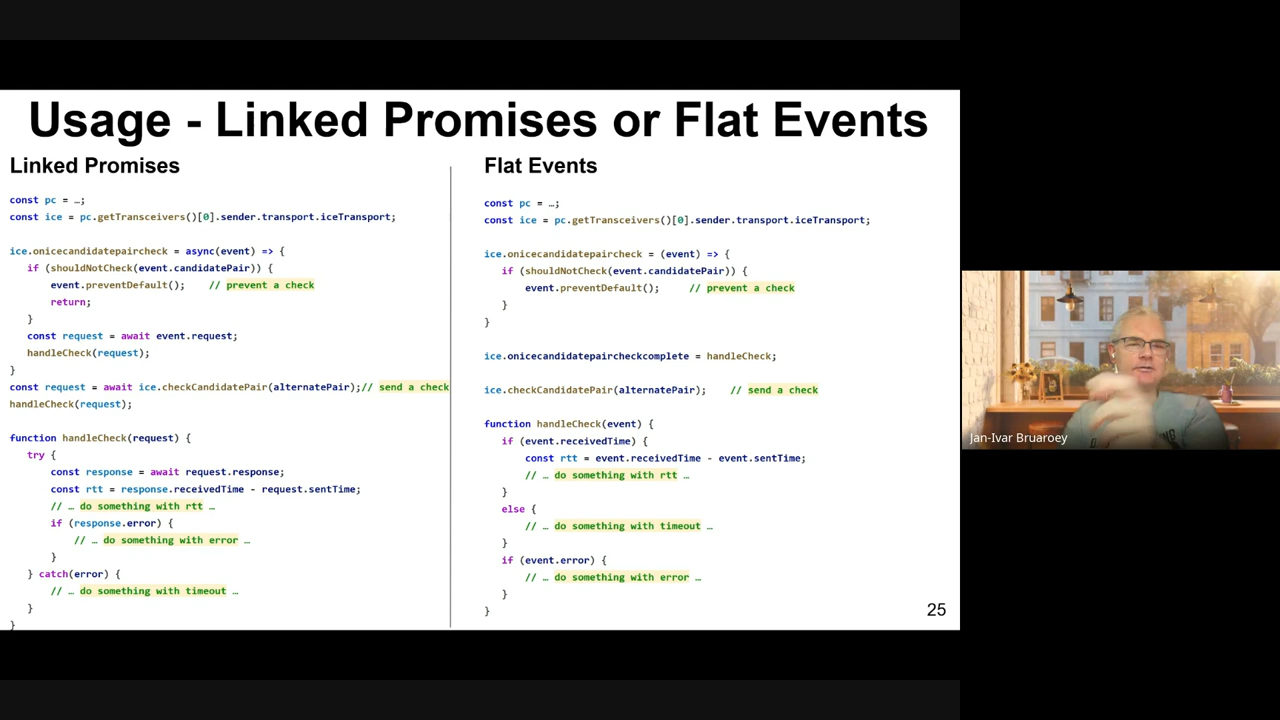 Usage - Linked Promises or Flat Events
Linked Promises
const pc = …;
const ice = pc.getTransceivers()[0].sender.transport.iceTransport;
ice.onicecandidatepaircheck = async(event) => {
if (shouldNotCheck(event.candidatePair)) {
event.preventDefault(); // prevent a check
return;
}
const request = await event.request;
handleCheck(request);
}
const request = await ice.checkCandidatePair(alternatePair);// send a check
handleCheck(request);
function handleCheck(request) {
try {
const response = await request.response;
const rtt = response.receivedTime - request.sentTime;
// … do something with rtt …
if (response.error) {
// … do something with error …
}
} catch(error) {
// … do something with timeout …
}
}
Flat Events
const pc = …;
const ice = pc.getTransceivers()[0].sender.transport.iceTransport;
ice.onicecandidatepaircheck = (event) => {
if (shouldNotCheck(event.candidatePair)) {
event.preventDefault(); // prevent a check
}
}
ice.onicecandidatepaircheckcomplete = handleCheck;
ice.checkCandidatePair(alternatePair); // send a check
function handleCheck(event) {
if (event.receivedTime) {
const rtt = event.receivedTime - event.sentTime;
// … do something with rtt …
}
else {
// … do something with timeout …
}
if (event.error) {
// … do something with error …
}
}
25
Jan-Ivar Bruaroey